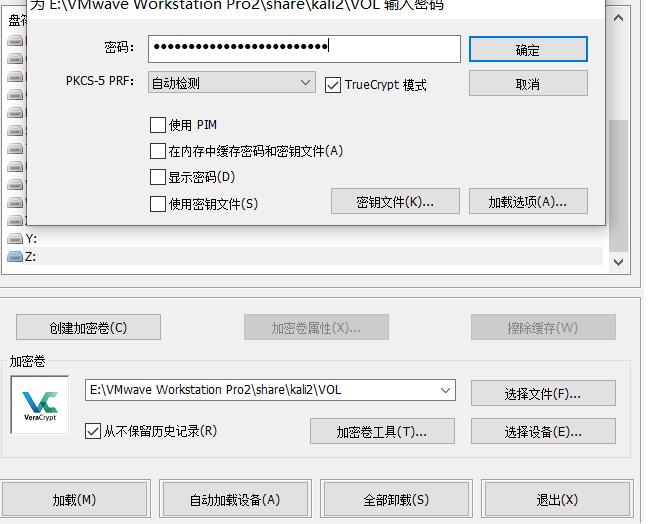 为 E:\VMwave Workstation Pro2\share\kali2\VOL 输入密码
盘符
密码： ●●●●●●●●●●●●●●●●●●●●●●●●●● 确定
PKCS-5 PRF： 自动检测 TrueCrypt 模式 取消
使用 PIM
在内存中缓存密码和密钥文件(A)
显示密码(D)
使用密钥文件(S) 密钥文件(K)... 加载选项(A)...
Y:
Z:
创建加密卷(C) 加密卷属性(X)... 擦除缓存(W)
加密卷
VeraCrypt
E:\VMwave Workstation Pro2\share\kali2\VOL 选择文件(F)...
从不保留历史记录(R) 加密卷工具(T)... 选择设备(E)...
加载(M) 自动加载设备(A) 全部卸载(S) 退出(X)